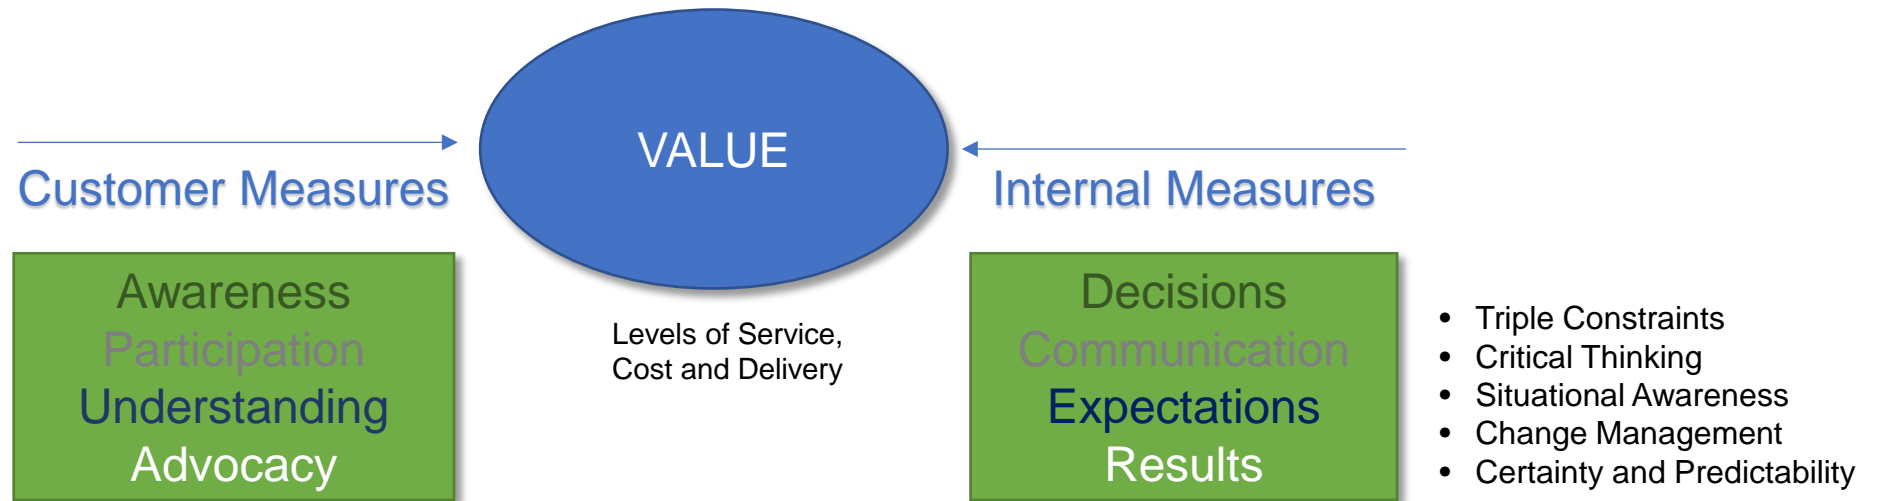 VALUE
Customer Measures
Internal Measures
Awareness
Participation
Understanding
Advocacy
Levels of Service,
Cost and Delivery
Decisions
Communication
Expectations
Results
• Triple Constraints
• Critical Thinking
• Situational Awareness
• Change Management
• Certainty and Predictability